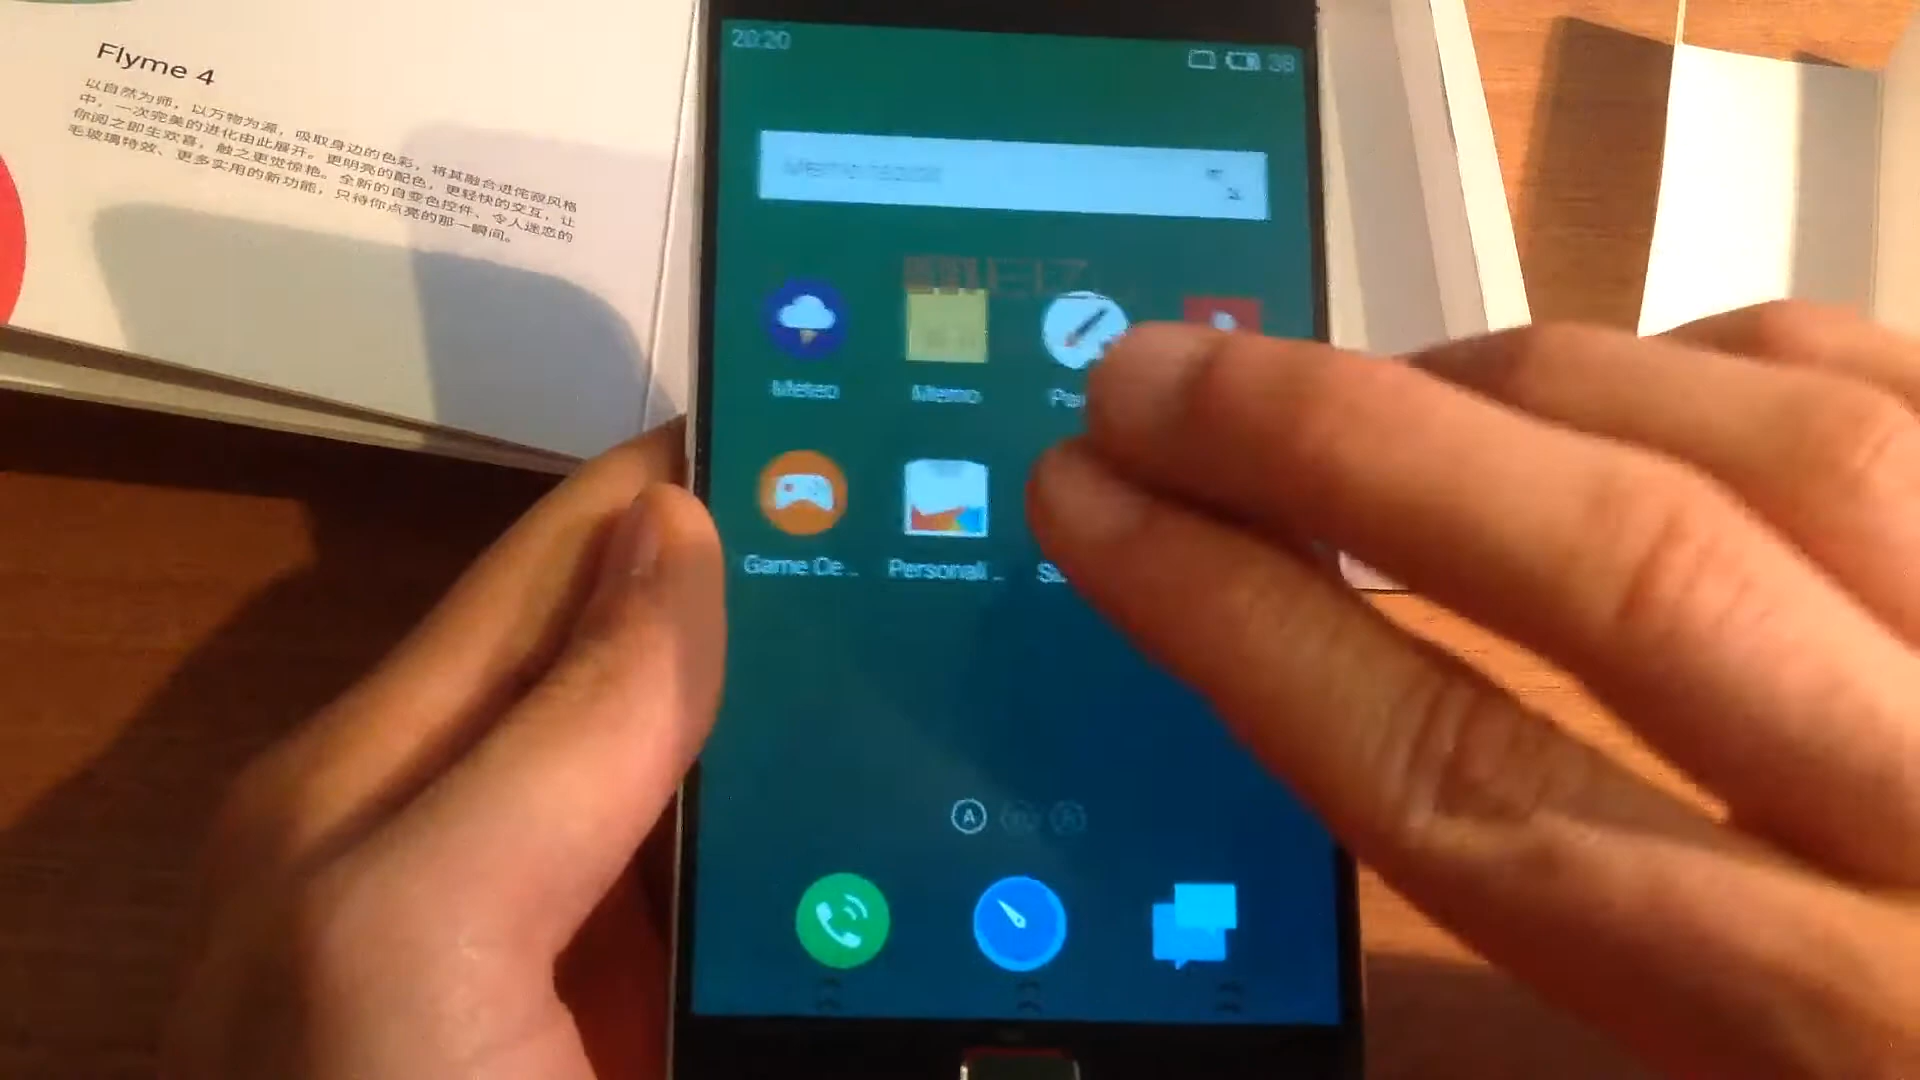 Flyme 4
以自然为师，以万物为源，吸取身边的色彩，将其融合进侘寂风格
中，一次完美的进化由此展开。更明亮的配色，更轻快的交互，让
你阅之即生欢喜，触之更觉惊艳。全新的自变色控件、令人迷恋的
毛玻璃特效、更多实用的新功能，只待你点亮的那一瞬间。
20:20
38
Meteo
Memo
Game Ce...
Personali...
A